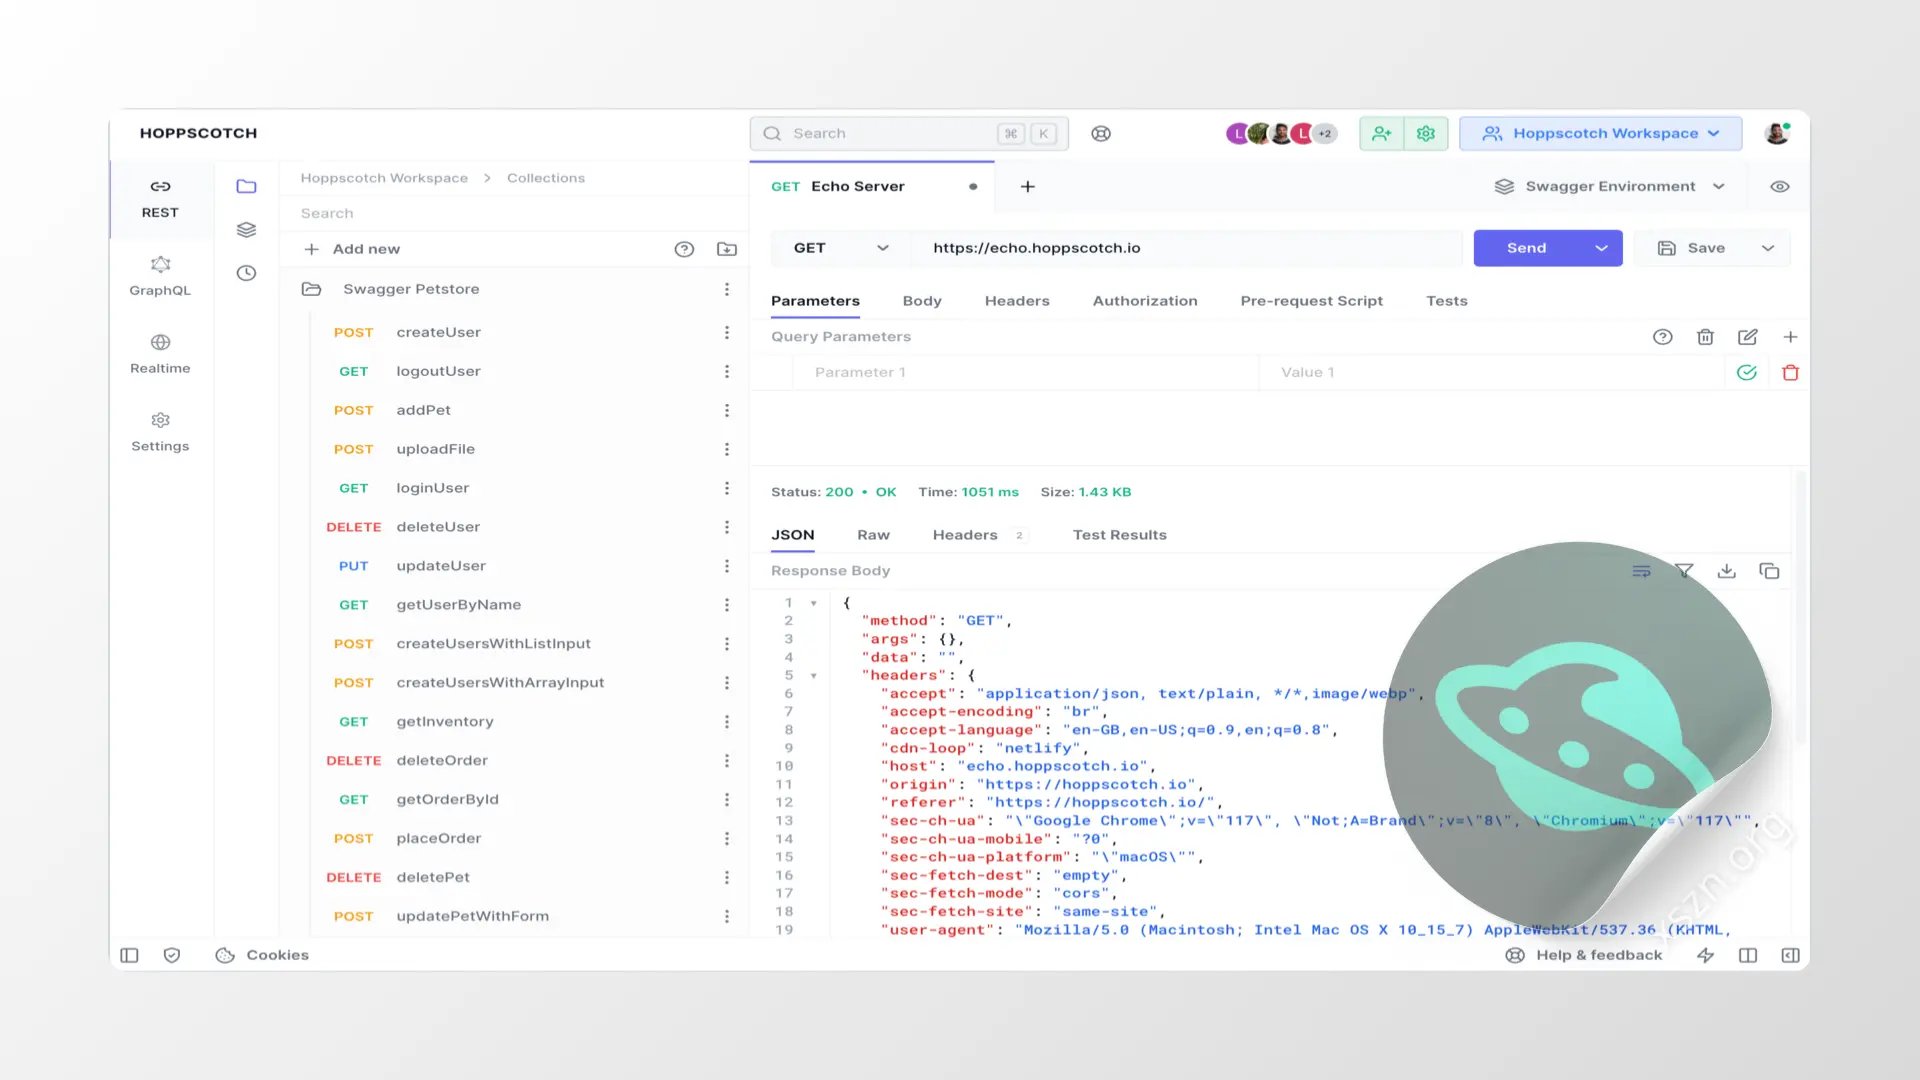 HOPPSCOTCH
Search ⌘ K
L L +2
Hoppscotch Workspace
REST
GraphQL
Realtime
Settings
Hoppscotch Workspace > Collections
Search
Add new
Swagger Petstore
POST createUser
GET logoutUser
POST addPet
POST uploadFile
GET loginUser
DELETE deleteUser
PUT updateUser
GET getUserByName
POST createUsersWithListInput
POST createUsersWithArrayInput
GET getInventory
DELETE deleteOrder
GET getOrderById
POST placeOrder
DELETE deletePet
POST updatePetWithForm
GET Echo Server
Swagger Environment
GET https://echo.hoppscotch.io
Send
Save
Parameters Body Headers Authorization Pre-request Script Tests
Query Parameters
Parameter 1 Value 1
Status: 200 • OK Time: 1051 ms Size: 1.43 KB
JSON Raw Headers 2 Test Results
Response Body
1 {
2 "method": "GET",
3 "args": {},
4 "data": "",
5 "headers": {
6 "accept": "application/json, text/plain, */*,image/webp",
7 "accept-encoding": "br",
8 "accept-language": "en-GB,en-US;q=0.9,en;q=0.8",
9 "cdn-loop": "netlify",
10 "host": "echo.hoppscotch.io",
11 "origin": "https://hoppscotch.io",
12 "referer": "https://hoppscotch.io/",
13 "sec-ch-ua": "\"Google Chrome\";v=\"117\", \"Not;A=Brand\";v=\"8\", \"Chromium\";v=\"117\"",
14 "sec-ch-ua-mobile": "?0",
15 "sec-ch-ua-platform": "\"macOS\"",
16 "sec-fetch-dest": "empty",
17 "sec-fetch-mode": "cors",
18 "sec-fetch-site": "same-site",
19 "user-agent": "Mozilla/5.0 (Macintosh; Intel Mac OS X 10_15_7) AppleWebKit/537.36 (KHTML,
xszn.org
Cookies
Help & feedback